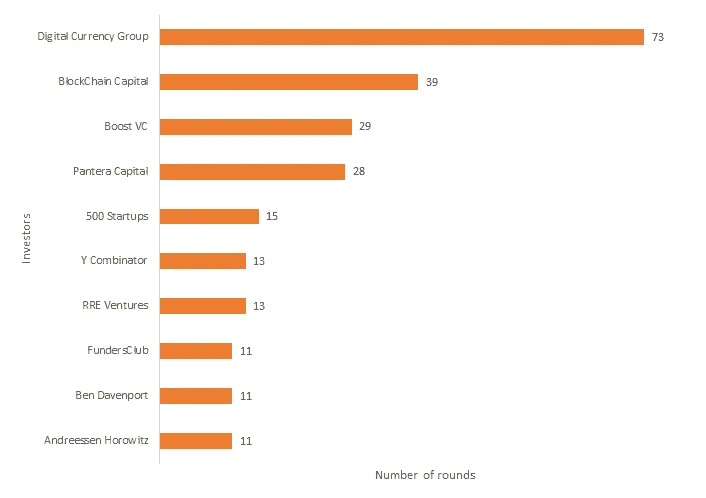 Digital Currency Group 73
BlockChain Capital 39
Boost VC 29
Pantera Capital 28
500 Startups 15
Y Combinator 13
RRE Ventures 13
FundersClub 11
Ben Davenport 11
Andreessen Horowitz 11
Investors
Number of rounds